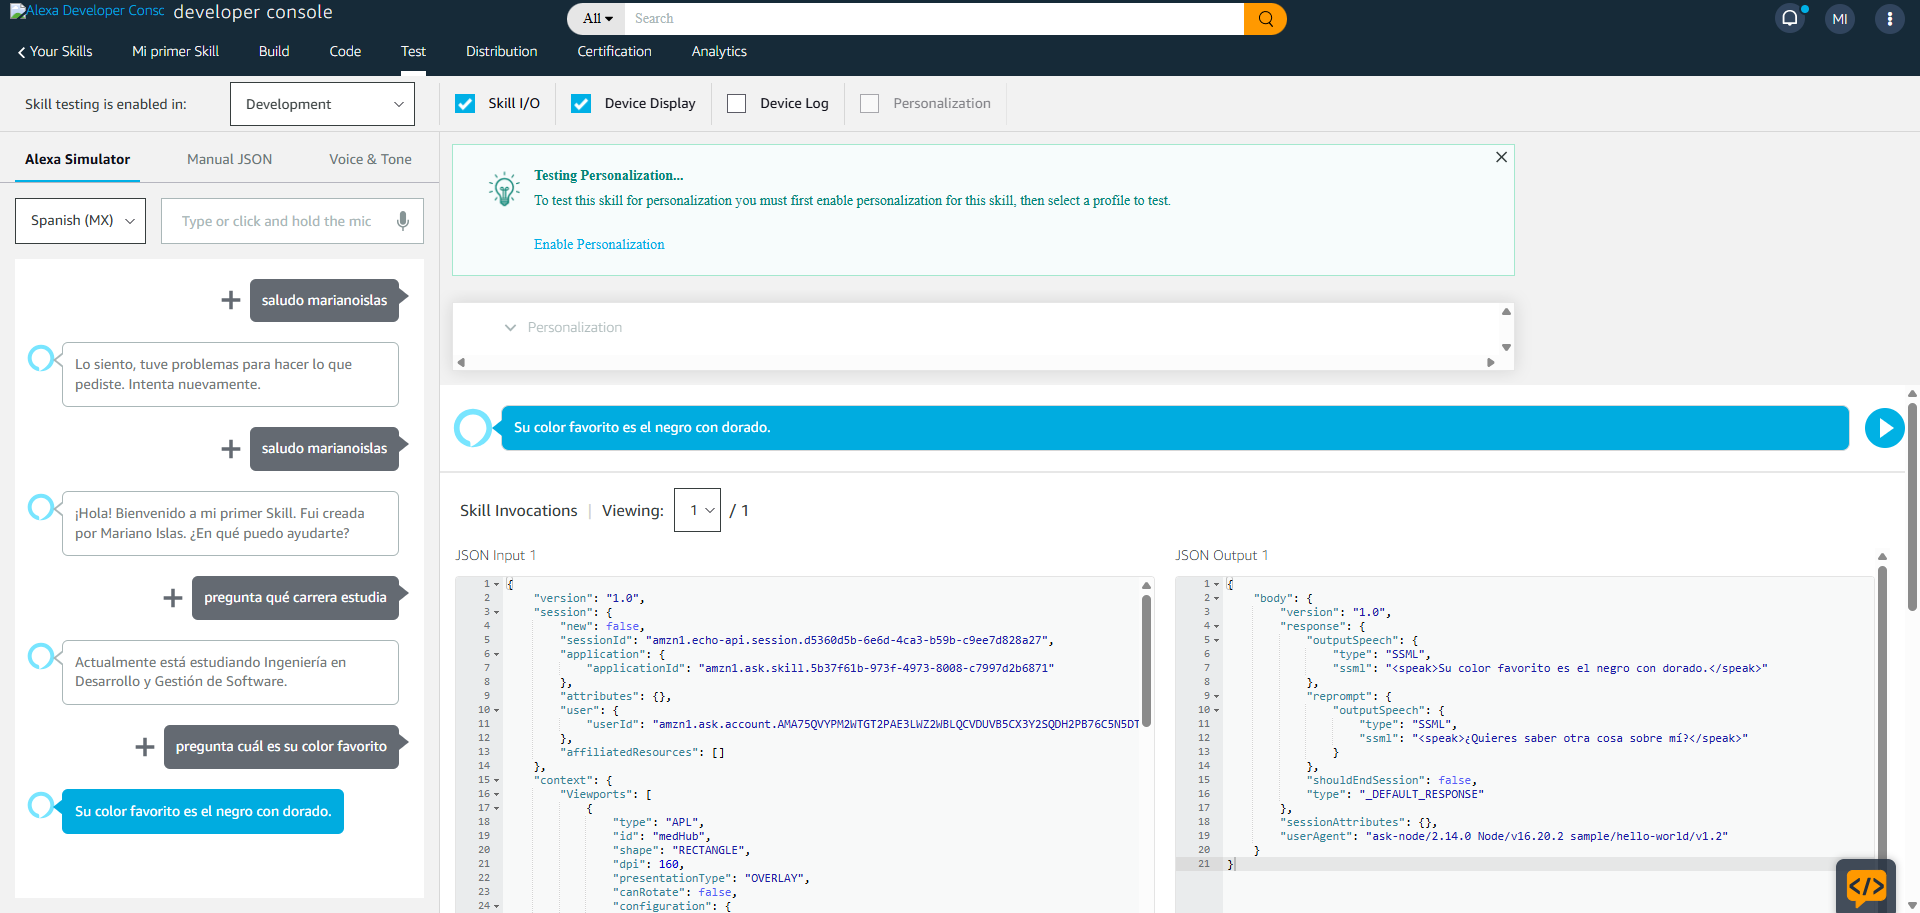 Alexa Developer Consc developer console
All Search
MI
Your Skills Mi primer Skill Build Code Test Distribution Certification Analytics
Skill testing is enabled in: Development Skill I/O Device Display Device Log Personalization
Alexa Simulator Manual JSON Voice & Tone
Spanish (MX) Type or click and hold the mic
saludo marianoislas
Lo siento, tuve problemas para hacer lo que
pediste. Intenta nuevamente.
saludo marianoislas
¡Hola! Bienvenido a mi primer Skill. Fui creada
por Mariano Islas. ¿En qué puedo ayudarte?
pregunta qué carrera estudia
Actualmente está estudiando Ingeniería en
Desarrollo y Gestión de Software.
pregunta cuál es su color favorito
Su color favorito es el negro con dorado.
Testing Personalization...
To test this skill for personalization you must first enable personalization for this skill, then select a profile to test.
Enable Personalization
Personalization
Su color favorito es el negro con dorado.
Skill Invocations | Viewing: 1 / 1
JSON Input 1
1 {
2 "version": "1.0",
3 "session": {
4 "new": false,
5 "sessionId": "amzn1.echo-api.session.d5360d5b-6e6d-4ca3-b59b-c9ee7d828a27",
6 "application": {
7 "applicationId": "amzn1.ask.skill.5b37f61b-973f-4973-8008-c7997d2b6871"
8 },
9 "attributes": {},
10 "user": {
11 "userId": "amzn1.ask.account.AMA75QVYPM2WTGT2PAE3LWZ2WBLQCVDUVB5CX3Y2SQDH2PB76C5N5DT
12 },
13 "affiliatedResources": []
14 },
15 "context": {
16 "Viewports": [
17 {
18 "type": "APL",
19 "id": "medHub",
20 "shape": "RECTANGLE",
21 "dpi": 160,
22 "presentationType": "OVERLAY",
23 "canRotate": false,
24 "configuration": {
JSON Output 1
1 {
2 "body": {
3 "version": "1.0",
4 "response": {
5 "outputSpeech": {
6 "type": "SSML",
7 "ssml": "<speak>Su color favorito es el negro con dorado.</speak>"
8 },
9 "reprompt": {
10 "outputSpeech": {
11 "type": "SSML",
12 "ssml": "<speak>¿Quieres saber otra cosa sobre mí?</speak>"
13 }
14 },
15 "shouldEndSession": false,
16 "type": "_DEFAULT_RESPONSE"
17 },
18 "sessionAttributes": {},
19 "userAgent": "ask-node/2.14.0 Node/v16.20.2 sample/hello-world/v1.2"
20 }
21 }